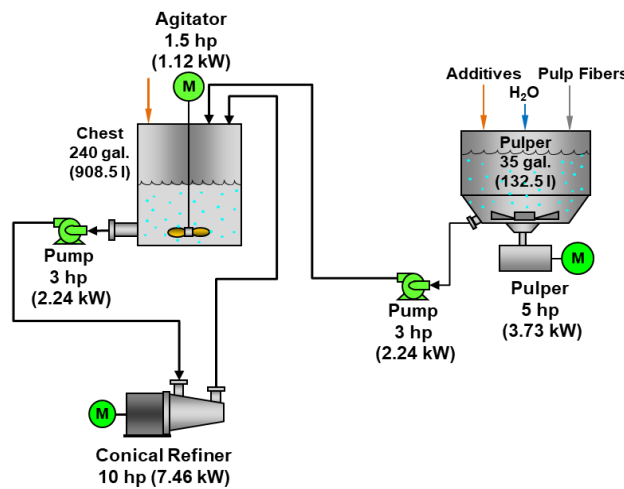 Agitator
1.5 hp
(1.12 kW)
M
Chest
240 gal.
(908.5 l)
Pump
3 hp
(2.24 kW)
M
Conical Refiner
10 hp (7.46 kW)
Additives
H₂O
Pulp Fibers
Pulper
35 gal.
(132.5 l)
M
Pulper
5 hp
(3.73 kW)
Pump
3 hp
(2.24 kW)